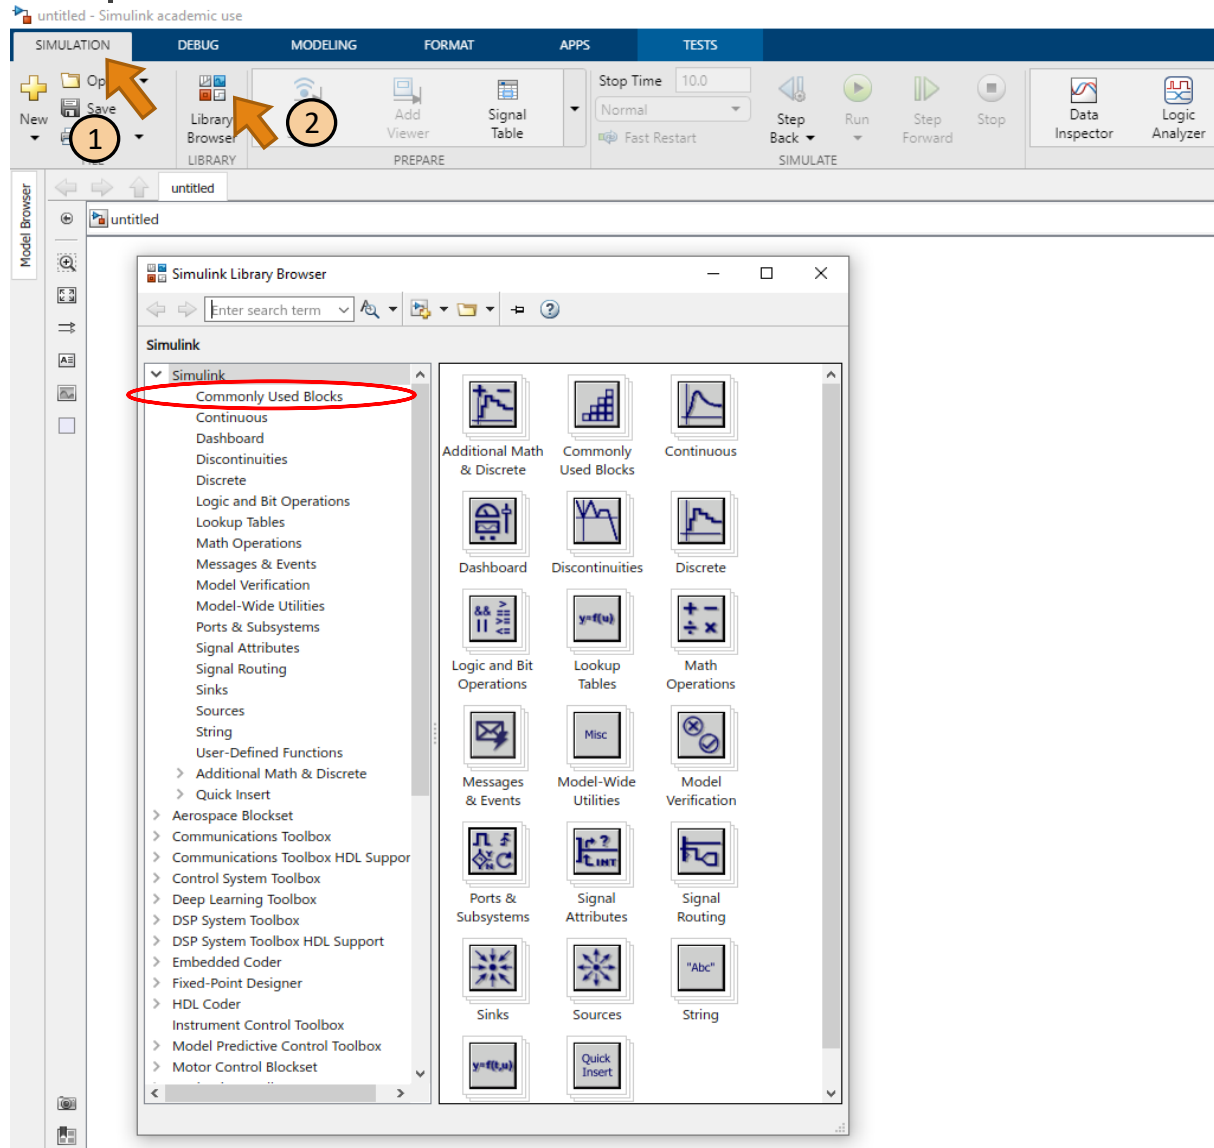 untitled - Simulink academic use
SIMULATION DEBUG MODELING FORMAT APPS TESTS
New
Op
Save
1
FILE
Library
Browser
LIBRARY
2
Add
Viewer
Signal
Table
PREPARE
Stop Time 10.0
Normal
Fast Restart
Step
Back
Run
Step
Forward
Stop
SIMULATE
Data
Inspector
Logic
Analyzer
Model Browser
untitled
untitled
Simulink Library Browser
Enter search term
Simulink
Simulink
Commonly Used Blocks
Continuous
Dashboard
Discontinuities
Discrete
Logic and Bit Operations
Lookup Tables
Math Operations
Messages & Events
Model Verification
Model-Wide Utilities
Ports & Subsystems
Signal Attributes
Signal Routing
Sinks
Sources
String
User-Defined Functions
Additional Math & Discrete
Quick Insert
Aerospace Blockset
Communications Toolbox
Communications Toolbox HDL Suppor
Control System Toolbox
Deep Learning Toolbox
DSP System Toolbox
DSP System Toolbox HDL Support
Embedded Coder
Fixed-Point Designer
HDL Coder
Instrument Control Toolbox
Model Predictive Control Toolbox
Motor Control Blockset
Additional Math
& Discrete
Commonly
Used Blocks
Continuous
Dashboard
Discontinuities
Discrete
&& > || == >= <=
Logic and Bit
Operations
y=f(u)
Lookup
Tables
+ - ÷ ×
Math
Operations
Messages
& Events
Misc
Model-Wide
Utilities
Model
Verification
Ports &
Subsystems
? INT
Signal
Attributes
Signal
Routing
Sinks
Sources
"Abc"
String
y=f(t,u)
Quick
Insert